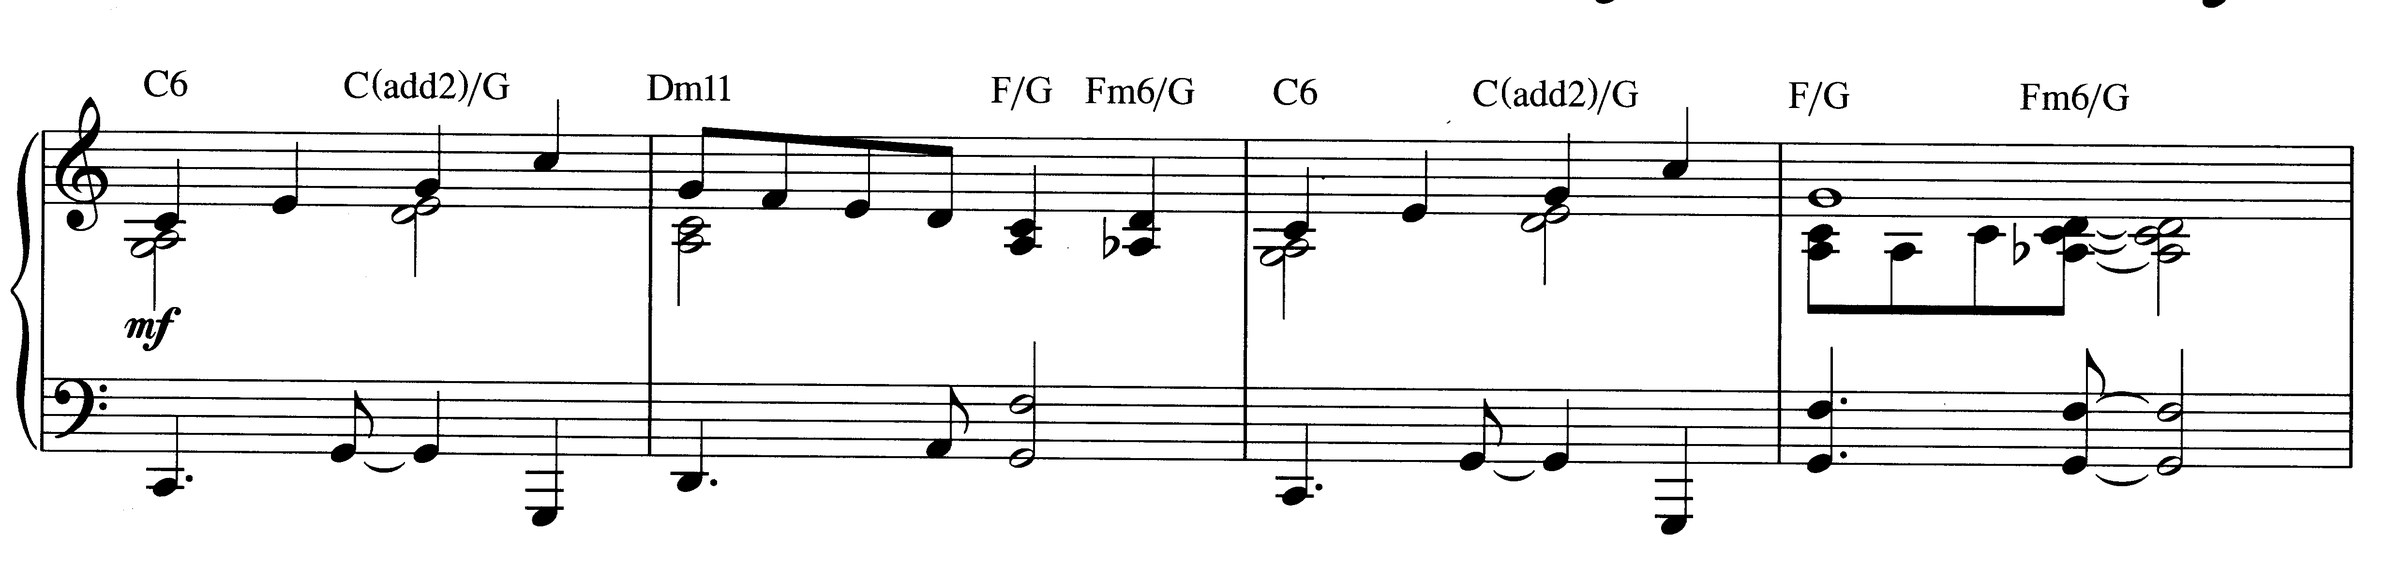 C6 C(add2)/G Dm11 F/G Fm6/G C6 C(add2)/G F/G Fm6/G
mf